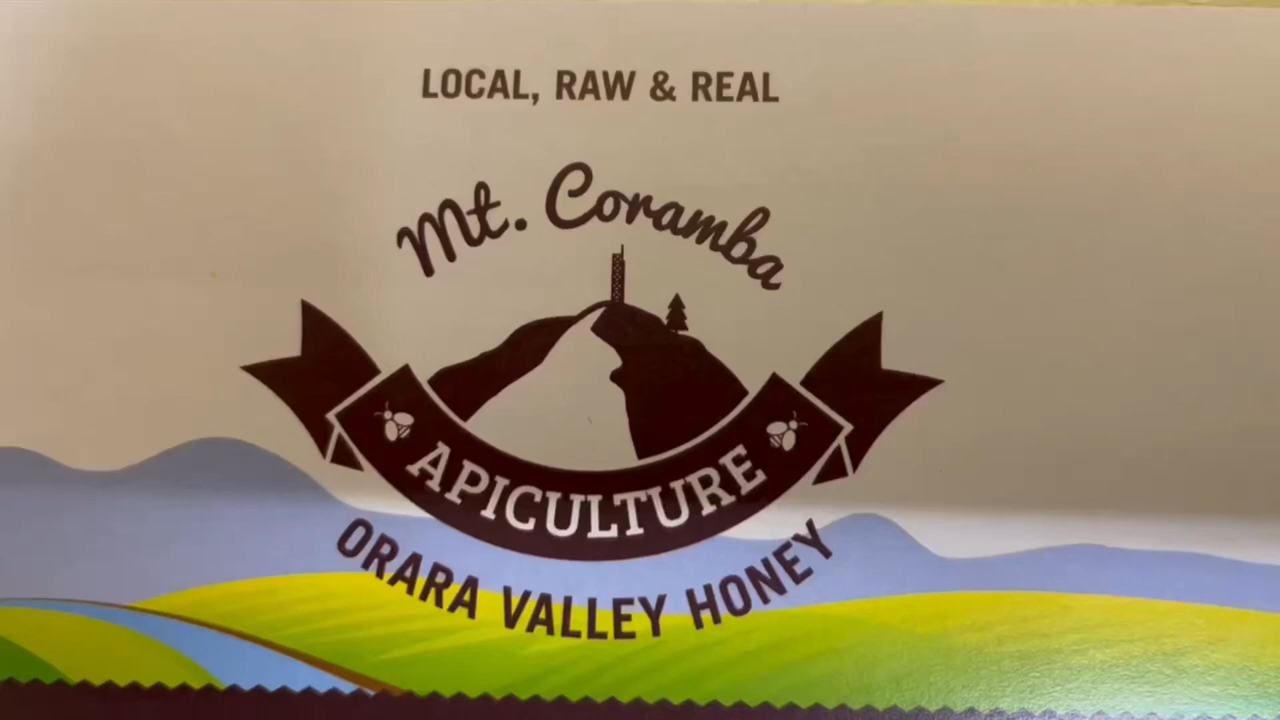 LOCAL, RAW & REAL
Mt. Coramba
APICULTURE
ORARA VALLEY HONEY